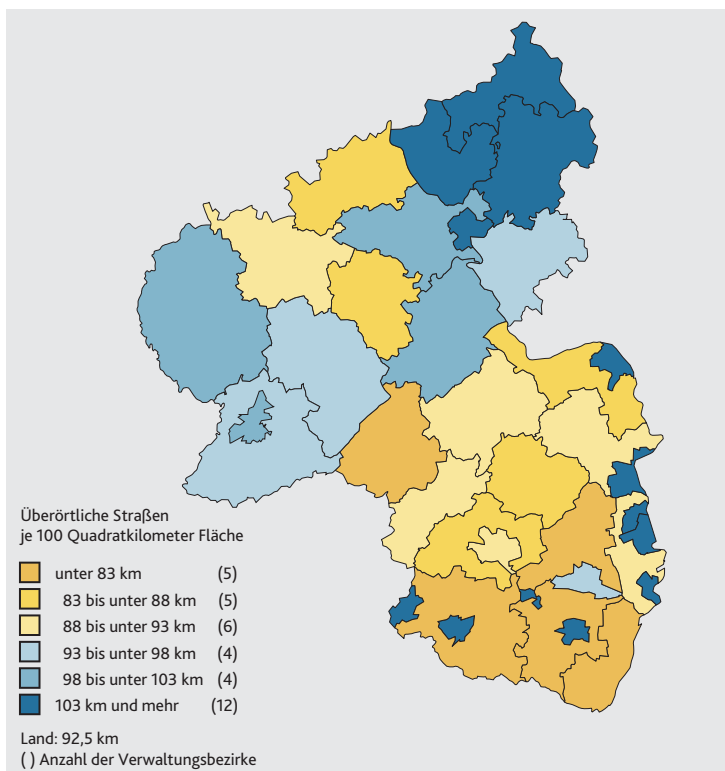 Überörtliche Straßen
je 100 Quadratkilometer Fläche
unter 83 km (5)
83 bis unter 88 km (5)
88 bis unter 93 km (6)
93 bis unter 98 km (4)
98 bis unter 103 km (4)
103 km und mehr (12)
Land: 92,5 km
( ) Anzahl der Verwaltungsbezirke